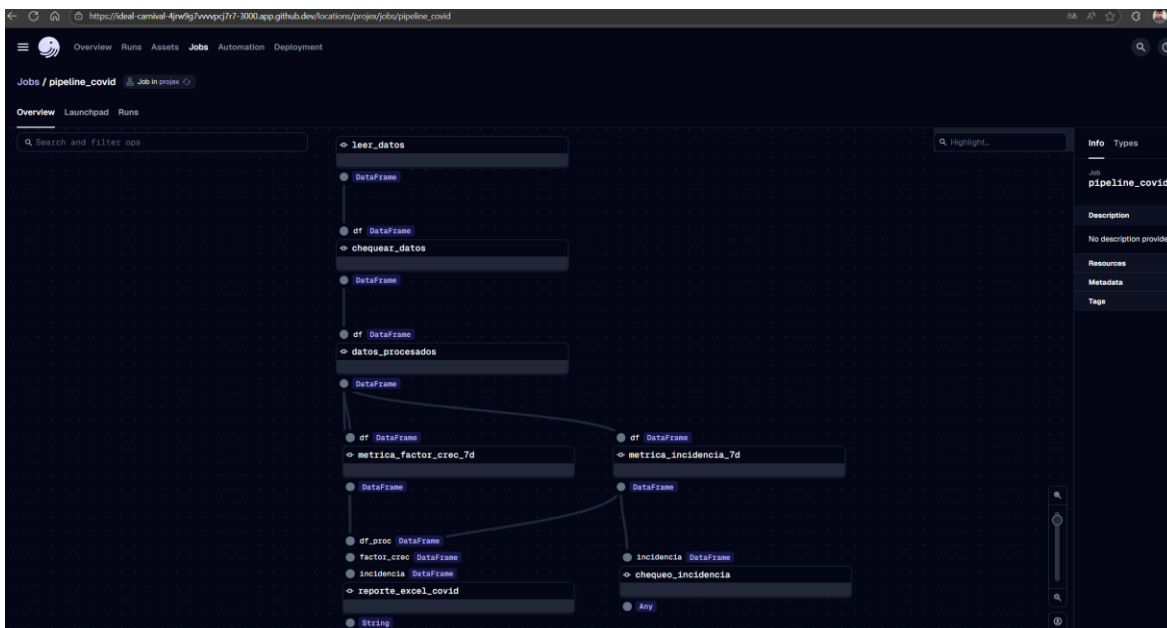 https://ideal-carnival-4jrw9g7vvwpcj7r7-3000.app.github.dev/locations/projex/jobs/pipeline_covid
Overview Runs Assets Jobs Automation Deployment
Jobs / pipeline_covid Job in projex
Overview Launchpad Runs
Search and filter ops
Highlight...
Info Types
leer_datos
DataFrame
Job
pipeline_covid
df DataFrame
Description
chequear_datos
No description provide
Resources
DataFrame
Metadata
Tags
df DataFrame
datos_procesados
DataFrame
df DataFrame
df DataFrame
metrica_factor_crec_7d
metrica_incidencia_7d
DataFrame
DataFrame
df_proc DataFrame
factor_crec DataFrame
incidencia DataFrame
incidencia DataFrame
chequeo_incidencia
reporte_excel_covid
Any
String